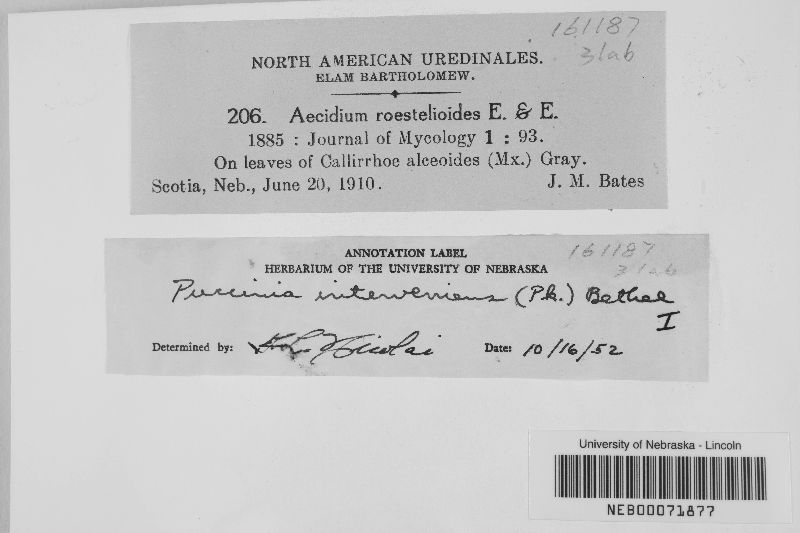 161187
3lab
NORTH AMERICAN UREDINALES.
ELAM BARTHOLOMEW.
206. Aecidium roestelioides E. & E.
1885 : Journal of Mycology 1 : 93.
On leaves of Callirrhoe alceoides (Mx.) Gray.
Scotia, Neb., June 20, 1910. J. M. Bates
ANNOTATION LABEL
161187
HERBARIUM OF THE UNIVERSITY OF NEBRASKA
3lab
Puccinia interveniens (Pk.) Bethel
I
Determined by: Nicolai Date: 10/16/52
University of Nebraska - Lincoln
NEB00071877